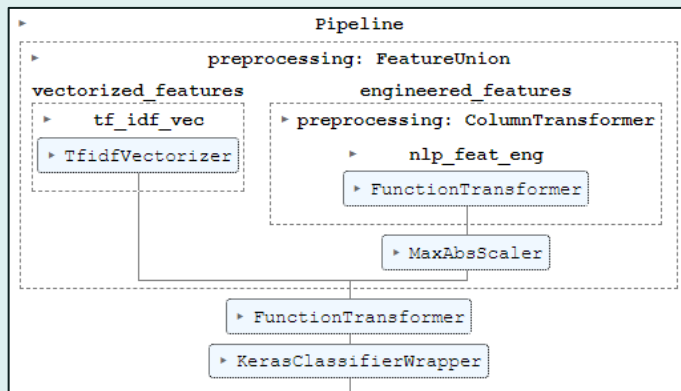 Pipeline
preprocessing: FeatureUnion
vectorized_features engineered_features
tf_idf_vec
preprocessing: ColumnTransformer
TfidfVectorizer
nlp_feat_eng
FunctionTransformer
MaxAbsScaler
FunctionTransformer
KerasClassifierWrapper